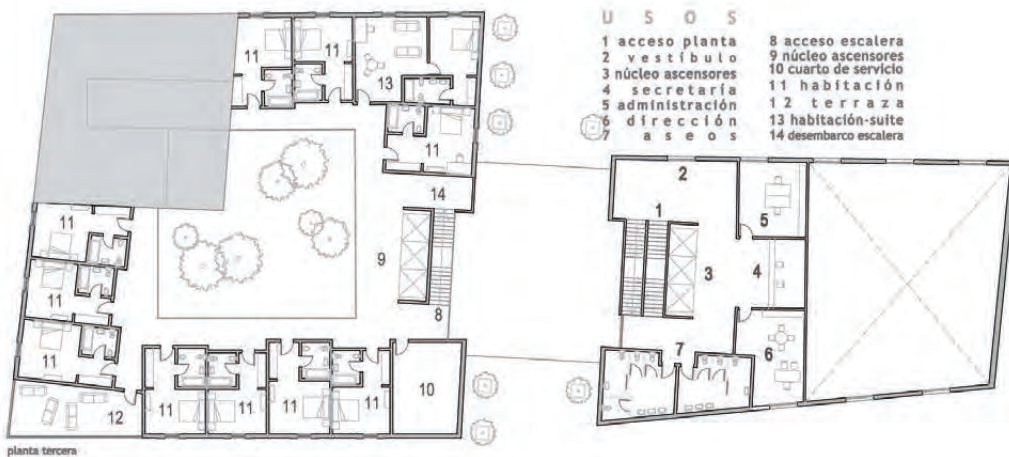 U S O S
1 acceso planta
2 vestíbulo
3 núcleo ascensores
4 secretaría
5 administración
6 dirección
7 aseos
8 acceso escalera
9 núcleo ascensores
10 cuarto de servicio
11 habitación
12 terraza
13 habitación-suite
14 desembarco escalera
11
11
13
11
14
2
1
5
11
9
3
4
11
8
11
7
6
12
11
11
11
11
10
planta tercera